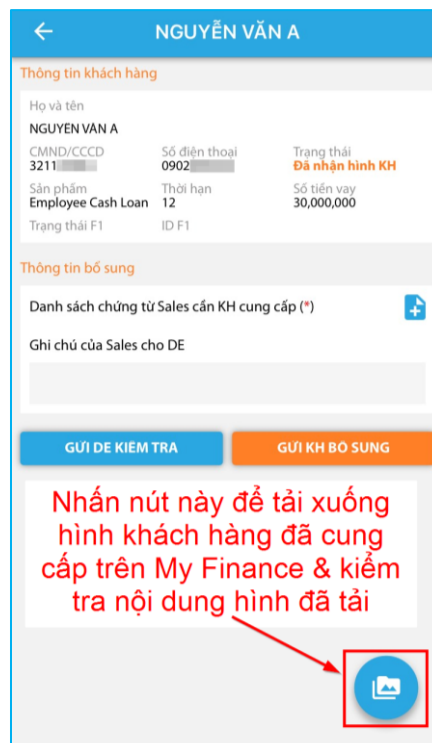 NGUYỄN VĂN A
Thông tin khách hàng
Họ và tên
NGUYỄN VĂN A
CMND/CCCD Số điện thoại Trạng thái
3211 0902 Đã nhận hình KH
Sản phẩm Thời hạn Số tiền vay
Employee Cash Loan 12 30,000,000
Trạng thái F1 ID F1
Thông tin bổ sung
Danh sách chứng từ Sales cần KH cung cấp (*)
Ghi chú của Sales cho DE
GỬI DE KIỂM TRA GỬI KH BỔ SUNG
Nhấn nút này để tải xuống
hình khách hàng đã cung
cấp trên My Finance & kiểm
tra nội dung hình đã tải